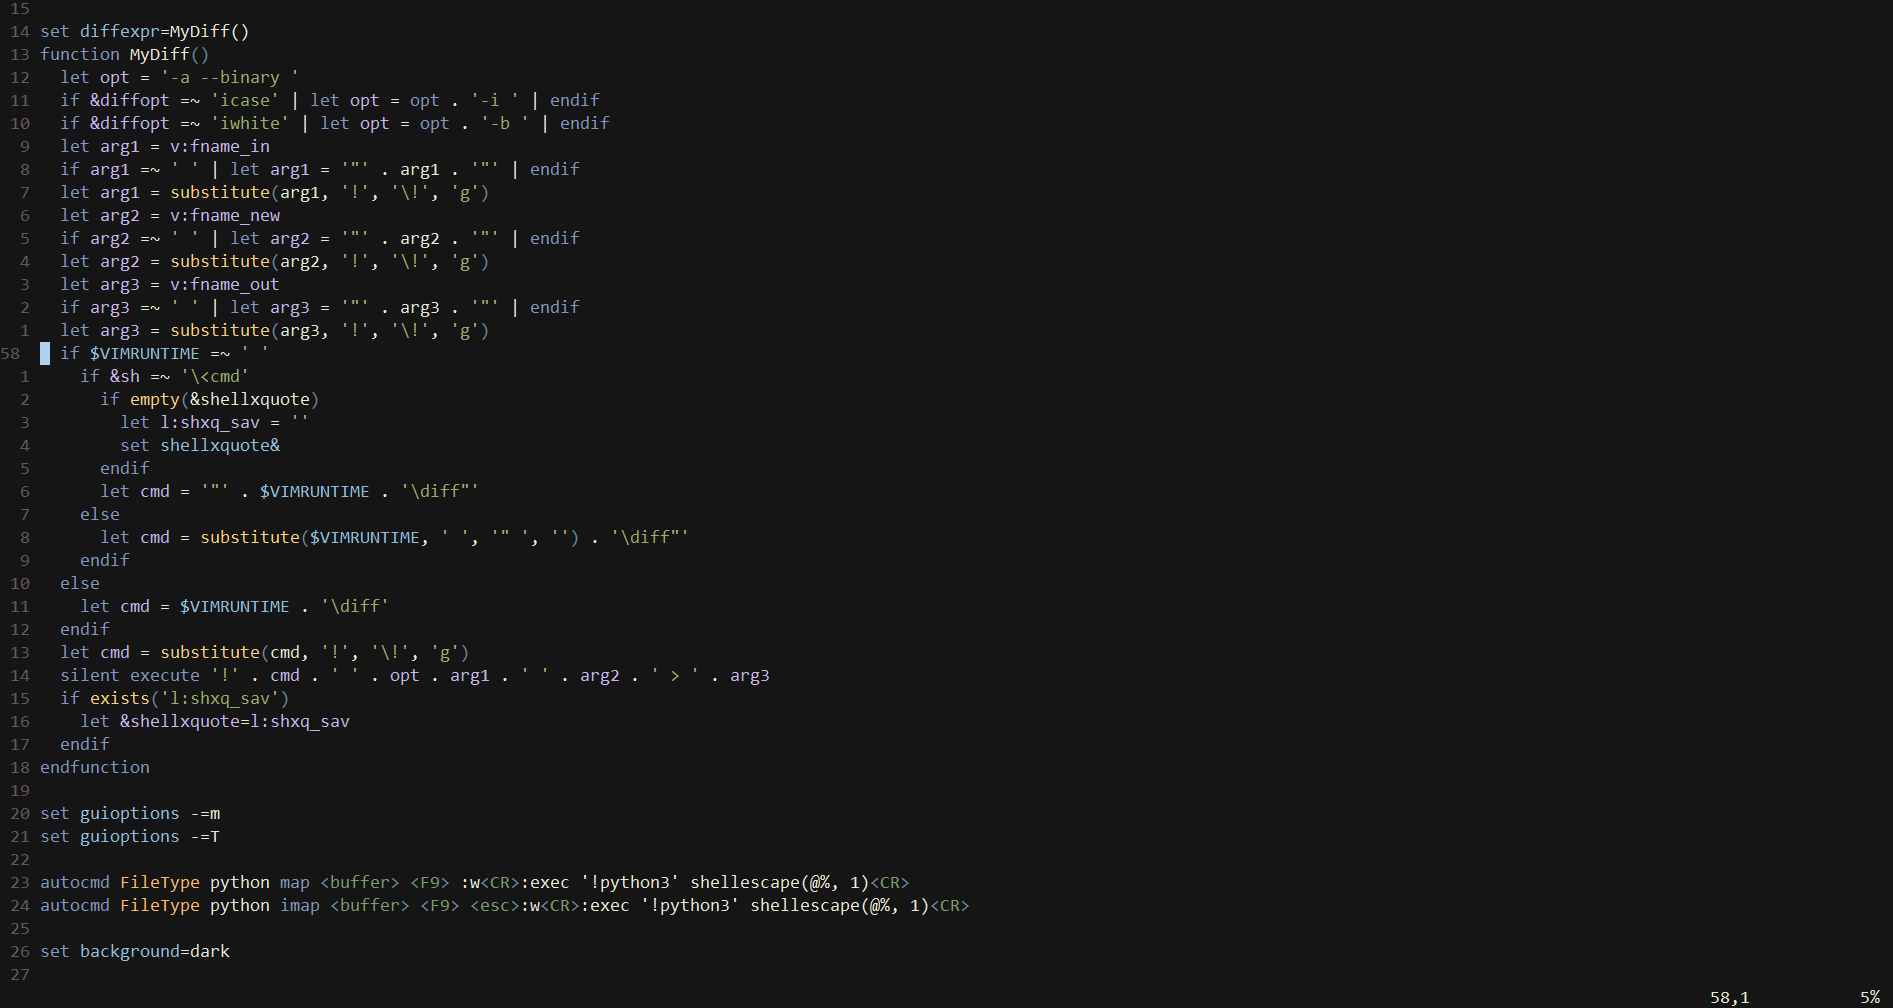 15
14 set diffexpr=MyDiff()
13 function MyDiff()
12   let opt = '-a --binary '
11   if &diffopt =~ 'icase' | let opt = opt . '-i ' | endif
10   if &diffopt =~ 'iwhite' | let opt = opt . '-b ' | endif
 9   let arg1 = v:fname_in
 8   if arg1 =~ ' ' | let arg1 = '"' . arg1 . '"' | endif
 7   let arg1 = substitute(arg1, '!', '\!', 'g')
 6   let arg2 = v:fname_new
 5   if arg2 =~ ' ' | let arg2 = '"' . arg2 . '"' | endif
 4   let arg2 = substitute(arg2, '!', '\!', 'g')
 3   let arg3 = v:fname_out
 2   if arg3 =~ ' ' | let arg3 = '"' . arg3 . '"' | endif
 1   let arg3 = substitute(arg3, '!', '\!', 'g')
58   if $VIMRUNTIME =~ ' '
 1     if &sh =~ '\<cmd'
 2       if empty(&shellxquote)
 3         let l:shxq_sav = ''
 4         set shellxquote&
 5       endif
 6       let cmd = '"' . $VIMRUNTIME . '\diff"'
 7     else
 8       let cmd = substitute($VIMRUNTIME, ' ', '" ', '') . '\diff"'
 9     endif
10   else
11     let cmd = $VIMRUNTIME . '\diff'
12   endif
13   let cmd = substitute(cmd, '!', '\!', 'g')
14   silent execute '!' . cmd . ' ' . opt . arg1 . ' ' . arg2 . ' > ' . arg3
15   if exists('l:shxq_sav')
16     let &shellxquote=l:shxq_sav
17   endif
18 endfunction
19
20 set guioptions -=m
21 set guioptions -=T
22
23 autocmd FileType python map <buffer> <F9> :w<CR>:exec '!python3' shellescape(@%, 1)<CR>
24 autocmd FileType python imap <buffer> <F9> <esc>:w<CR>:exec '!python3' shellescape(@%, 1)<CR>
25
26 set background=dark
27
58,1 5%